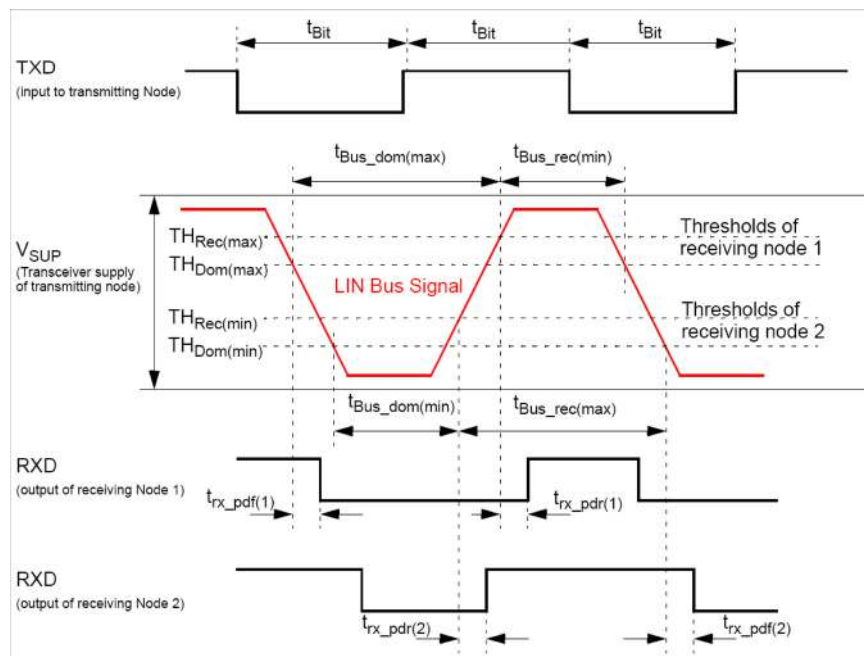 tBit tBit tBit
TXD
(input to transmitting Node)
tBus_dom(max) tBus_rec(min)
THRec(max) Thresholds of
receiving node 1
VSUP
(Transceiver supply
of transmitting node)
THDom(max)
LIN Bus Signal
THRec(min) Thresholds of
receiving node 2
THDom(min)
tBus_dom(min) tBus_rec(max)
RXD
(output of receiving Node 1)
trx_pdf(1) trx_pdr(1)
RXD
(output of receiving Node 2)
trx_pdr(2) trx_pdf(2)